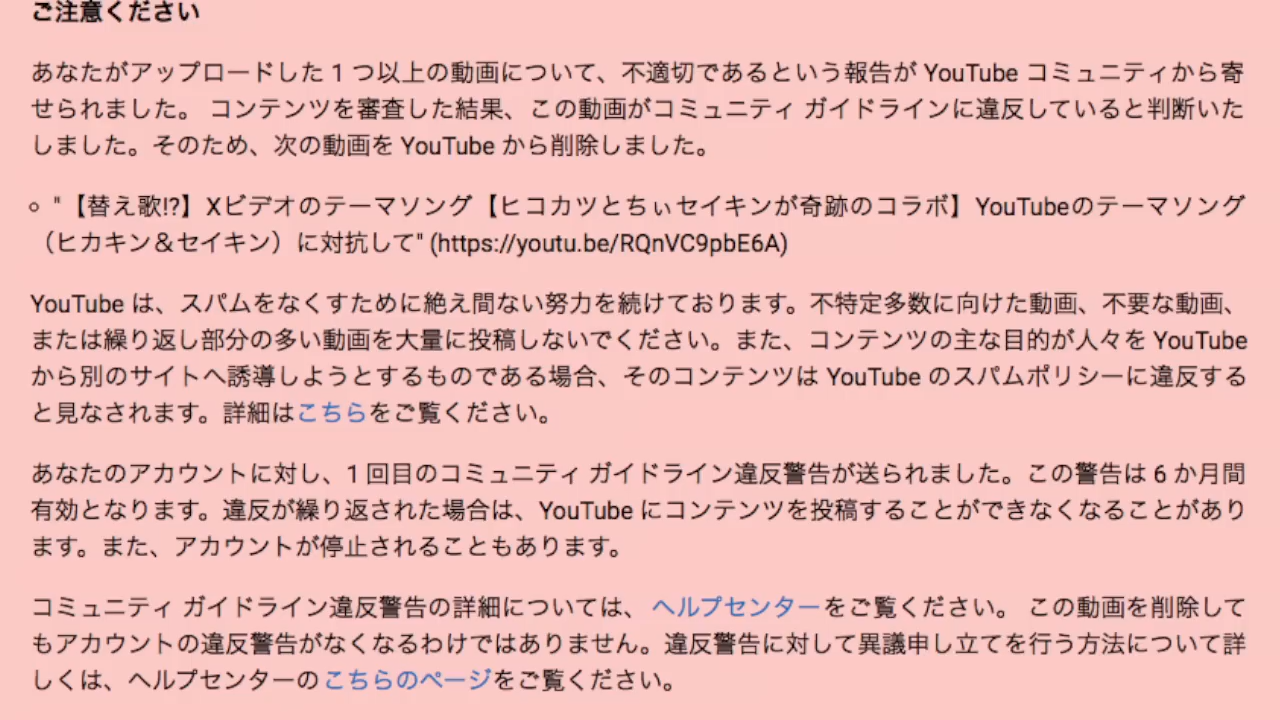 ご注意ください
あなたがアップロードした 1 つ以上の動画について、不適切であるという報告が YouTube コミュニティから寄
せられました。 コンテンツを審査した結果、この動画がコミュニティ ガイドラインに違反していると判断いた
しました。そのため、次の動画を YouTube から削除しました。
○ "【替え歌!?】Xビデオのテーマソング【ヒコカツとちぃセイキンが奇跡のコラボ】YouTubeのテーマソング
（ヒカキン＆セイキン）に対抗して" (https://youtu.be/RQnVC9pbE6A)
YouTube は、スパムをなくすために絶え間ない努力を続けております。不特定多数に向けた動画、不要な動画、
または繰り返し部分の多い動画を大量に投稿しないでください。また、コンテンツの主な目的が人々を YouTube
から別のサイトへ誘導しようとするものである場合、そのコンテンツは YouTube のスパムポリシーに違反する
と見なされます。詳細はこちらをご覧ください。
あなたのアカウントに対し、1 回目のコミュニティ ガイドライン違反警告が送られました。この警告は 6 か月間
有効となります。違反が繰り返された場合は、YouTube にコンテンツを投稿することができなくなることがあり
ます。また、アカウントが停止されることもあります。
コミュニティ ガイドライン違反警告の詳細については、 ヘルプセンターをご覧ください。 この動画を削除して
もアカウントの違反警告がなくなるわけではありません。違反警告に対して異議申し立てを行う方法について詳
しくは、ヘルプセンターの こちらのページをご覧ください。